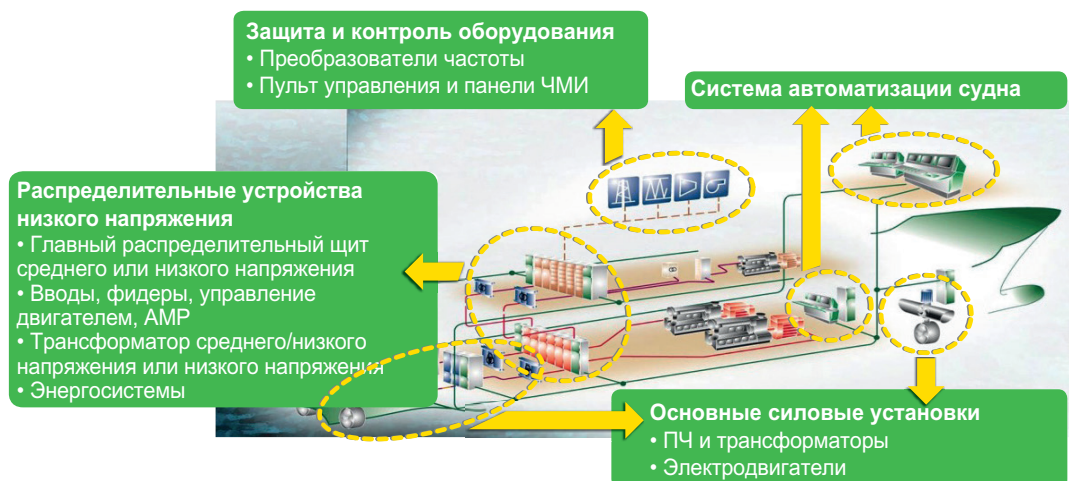 Защита и контроль оборудования
• Преобразователи частоты
• Пульт управления и панели ЧМИ
Система автоматизации судна
Распределительные устройства
низкого напряжения
• Главный распределительный щит
среднего или низкого напряжения
• Вводы, фидеры, управление
двигателем, АМР
• Трансформатор среднего/низкого
напряжения или низкого напряжения
• Энергосистемы
Основные силовые установки
• ПЧ и трансформаторы
• Электродвигатели